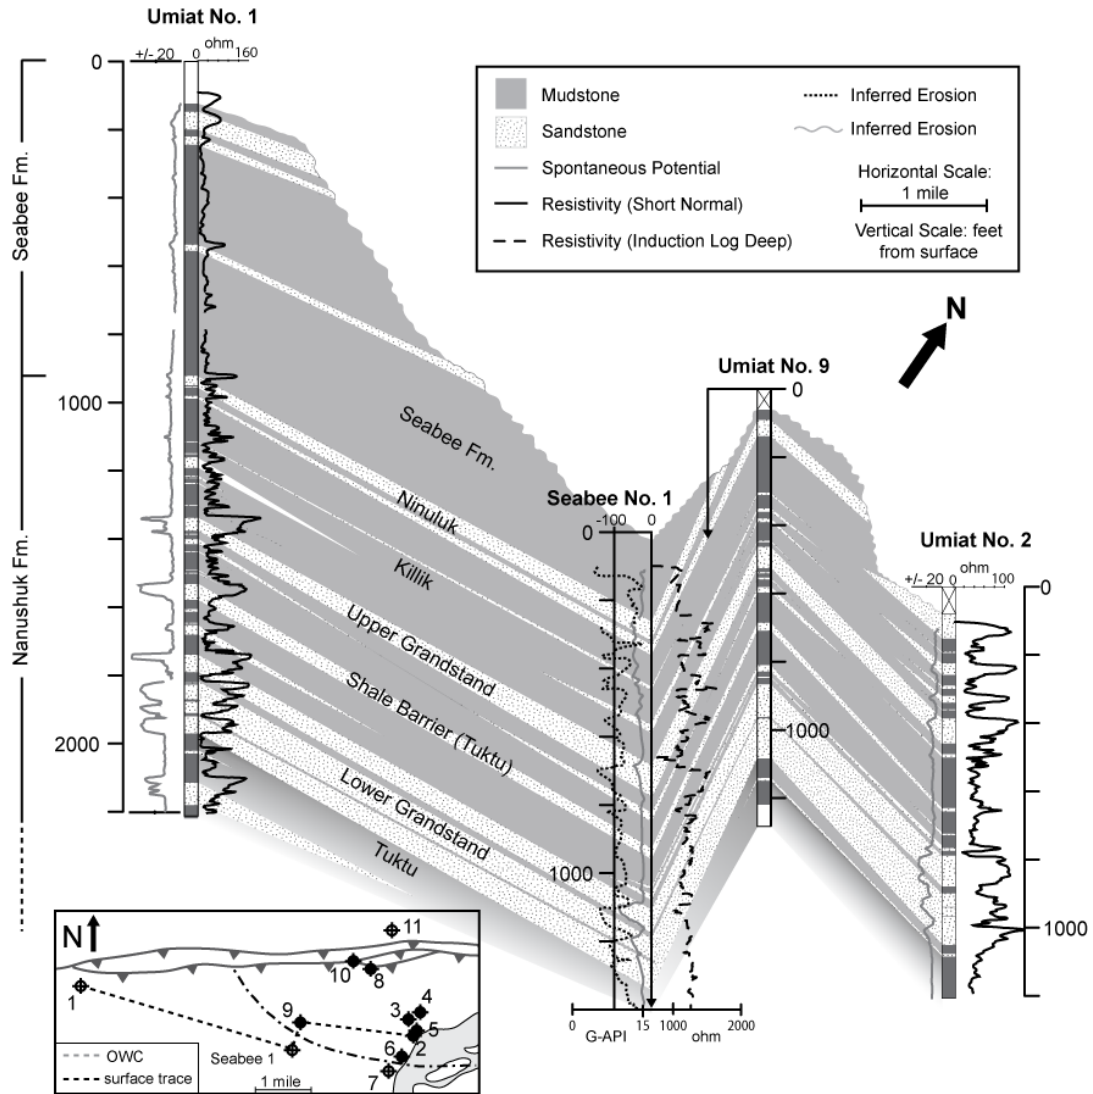 Umiat No. 1
+/- 20 0 ohm 160
0
1000
2000
Seabee Fm.
Nanushuk Fm.
Mudstone
Sandstone
Spontaneous Potential
Resistivity (Short Normal)
Resistivity (Induction Log Deep)
Inferred Erosion
Inferred Erosion
Horizontal Scale:
1 mile
Vertical Scale: feet
from surface
N
Umiat No. 9
0
1000
Seabee No. 1
-100 0
0
1000
0 15 1000 2000
G-API ohm
Umiat No. 2
+/- 20 0 ohm 100
0
1000
Seabee Fm.
Ninuluk
Killik
Upper Grandstand
Shale Barrier (Tuktu)
Lower Grandstand
Tuktu
N
11
10
8
1
9
3
4
5
2
6
7
Seabee 1
OWC
surface trace
1 mile